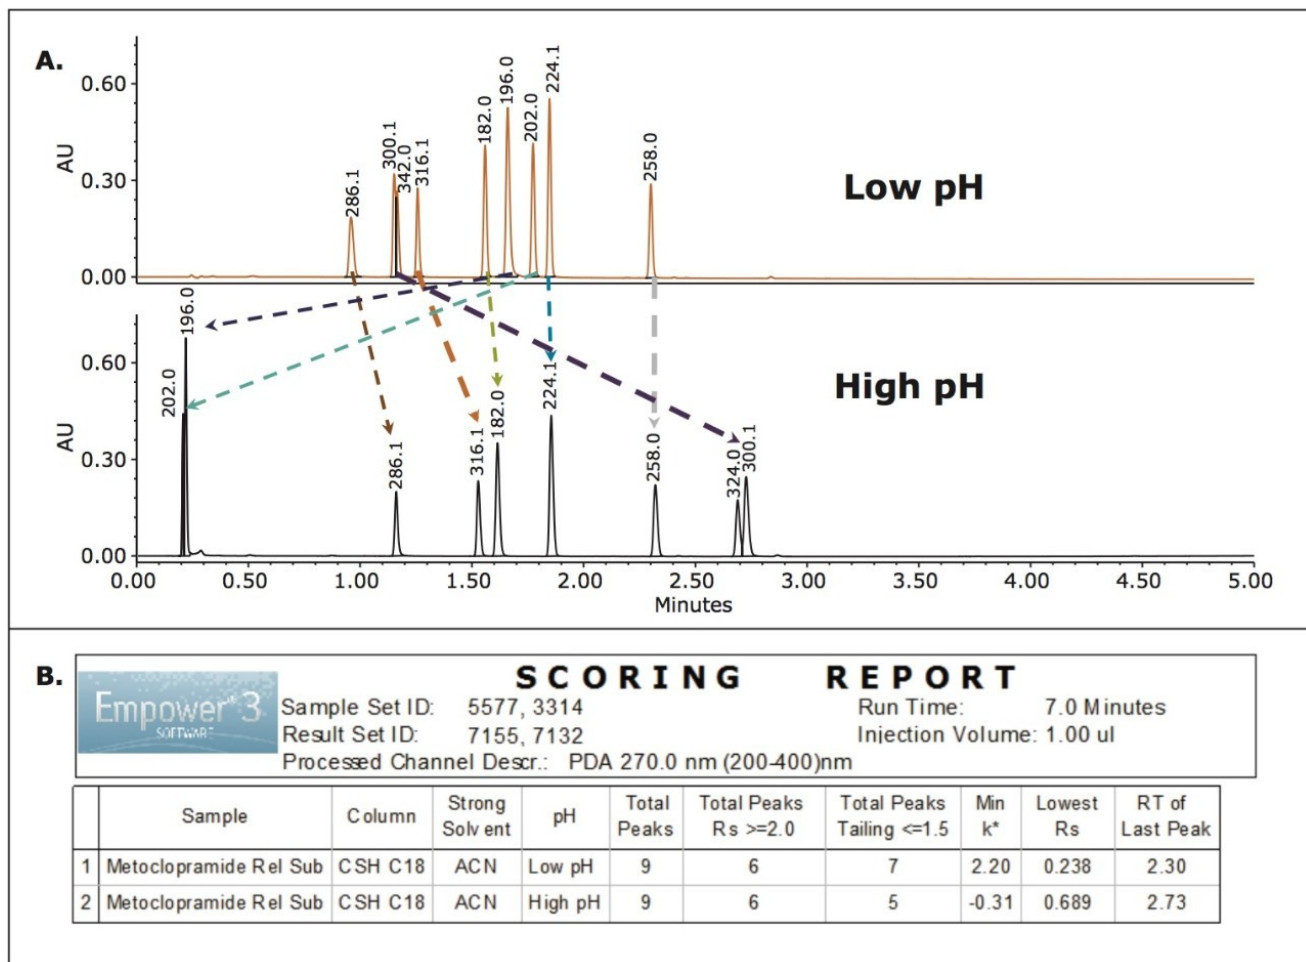 A.
AU
0.60
0.30
0.00
286.1
300.1
342.0
316.1
182.0
196.0
202.0
224.1
258.0
Low pH
AU
0.60
0.30
0.00
202.0
196.0
286.1
316.1
182.0
224.1
258.0
324.0
300.1
High pH
0.00 0.50 1.00 1.50 2.00 2.50 3.00 3.50 4.00 4.50 5.00
Minutes
B.
Empower 3
SOFTWARE
SCORING REPORT
Sample Set ID: 5577, 3314 Run Time: 7.0 Minutes
Result Set ID: 7155, 7132 Injection Volume: 1.00 ul
Processed Channel Descr.: PDA 270.0 nm (200-400)nm
Sample Column Strong Solvent pH Total Peaks Total Peaks Rs >=2.0 Total Peaks Tailing <=1.5 Min k* Lowest Rs RT of Last Peak
1 Metoclopramide Rel Sub CSH C18 ACN Low pH 9 6 7 2.20 0.238 2.30
2 Metoclopramide Rel Sub CSH C18 ACN High pH 9 6 5 -0.31 0.689 2.73